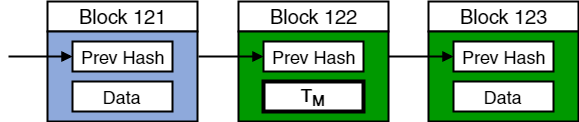 Block 121
Prev Hash
Data
Block 122
Prev Hash
TM
Block 123
Prev Hash
Data